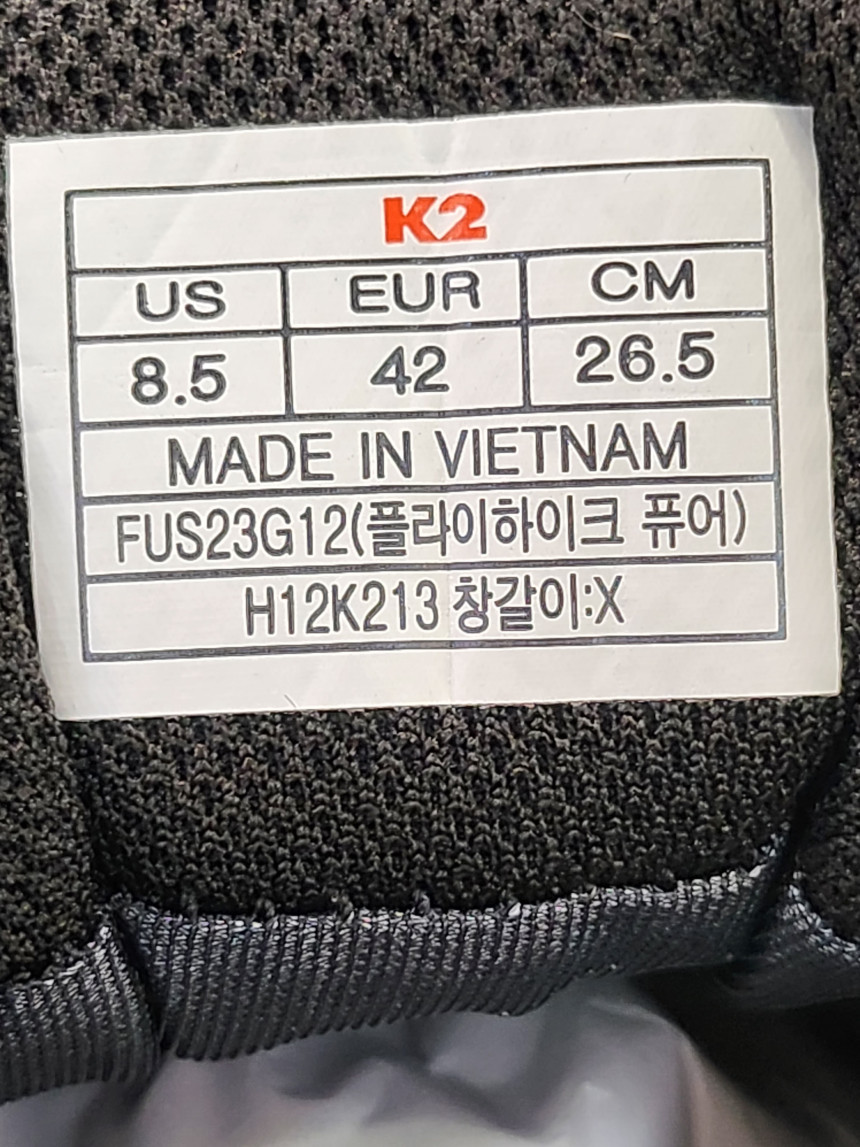 K2
US EUR CM
8.5 42 26.5
MADE IN VIETNAM
FUS23G12(플라이하이크 퓨어)
H12K213 창갈이:X